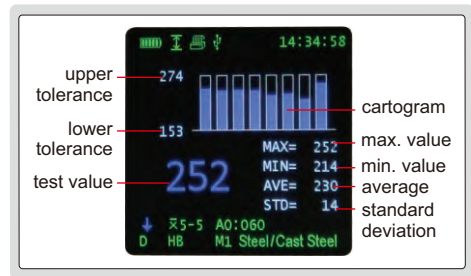 14:34:58
upper tolerance
274
cartogram
lower tolerance
153
MAX= 252
max. value
test value
252
MIN= 214
min. value
AVE= 230
average
STD= 14
standard deviation
x̅5-5 A0:060
D HB M1 Steel/Cast Steel